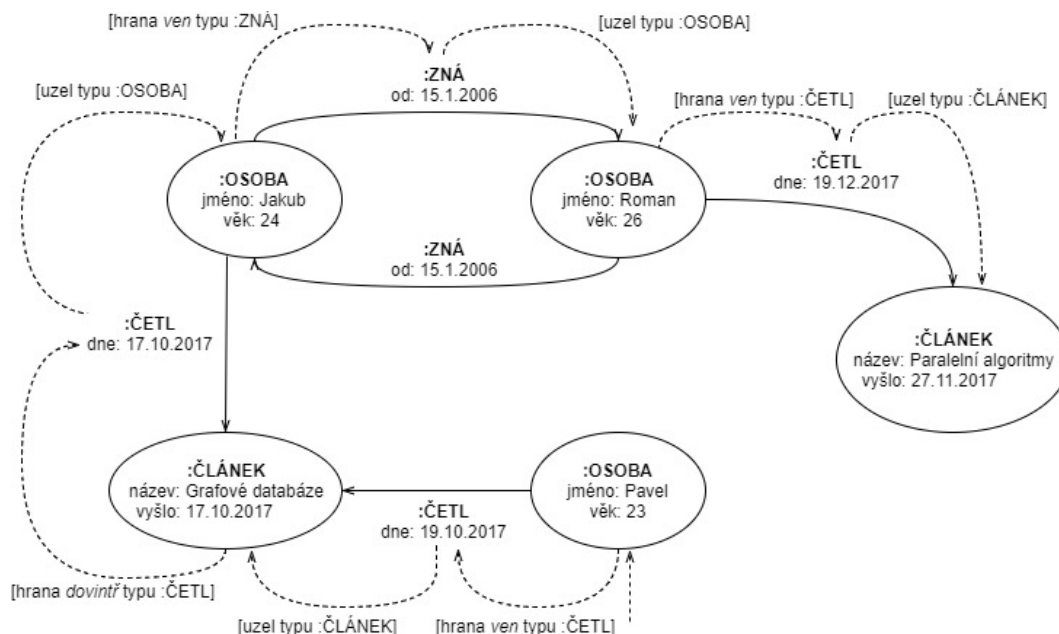 [hrana ven typu :ZNÁ]
[uzel typu :OSOBA]
:ZNÁ
od: 15.1.2006
[uzel typu :OSOBA]
[hrana ven typu :ČETL]
[uzel typu :ČLÁNEK]
:ČETL
dne: 19.12.2017
:OSOBA
jméno: Jakub
věk: 24
:OSOBA
jméno: Roman
věk: 26
:ZNÁ
od: 15.1.2006
:ČETL
dne: 17.10.2017
:ČLÁNEK
název: Paralelní algoritmy
vyšlo: 27.11.2017
:ČLÁNEK
název: Grafové databáze
vyšlo: 17.10.2017
:OSOBA
jméno: Pavel
věk: 23
:ČETL
dne: 19.10.2017
[hrana dovintř typu :ČETL]
[uzel typu :ČLÁNEK]
[hrana ven typu :ČETL]